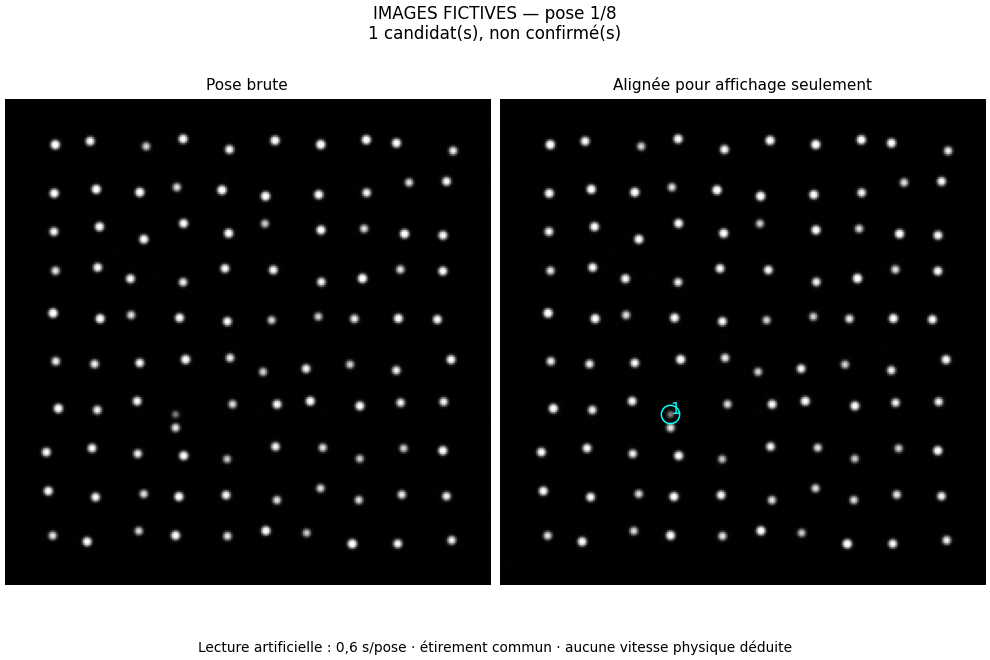 IMAGES FICTIVES — pose 1/8
1 candidat(s), non confirmé(s)
Pose brute
Alignée pour affichage seulement
1
Lecture artificielle : 0,6 s/pose · étirement commun · aucune vitesse physique déduite